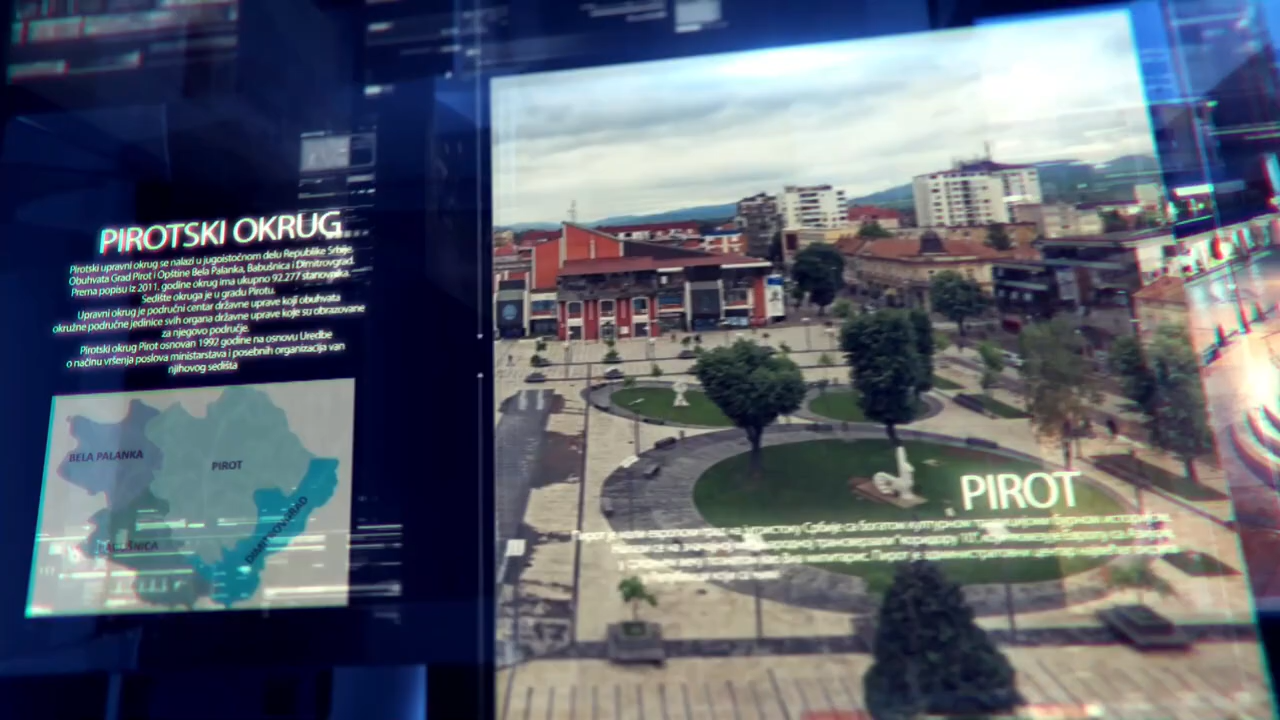 PIROTSKI OKRUG
Pirotski upravni okrug se nalazi u jugoistočnom delu Republike Srbije.
Obuhvata Grad Pirot i Opštine Bela Palanka, Babušnica i Dimitrovgrad.
Prema popisu iz 2011. godine okrug ima ukupno 92.277 stanovnika.
Sedište okruga je u gradu Pirotu.
Upravni okrug je područni centar državne uprave koji obuhvata
okružne područne jedinice svih organa državne uprave koje su obrazovane
za njegovo područje.
Pirotski okrug Pirot osnovan 1992 godine na osnovu Uredbe
o načinu vršenja poslova ministarstava i posebnih organizacija van
njihovog sedišta
BELA PALANKA
PIROT
DIMITROVGRAD
BABUŠNICA
PIROT